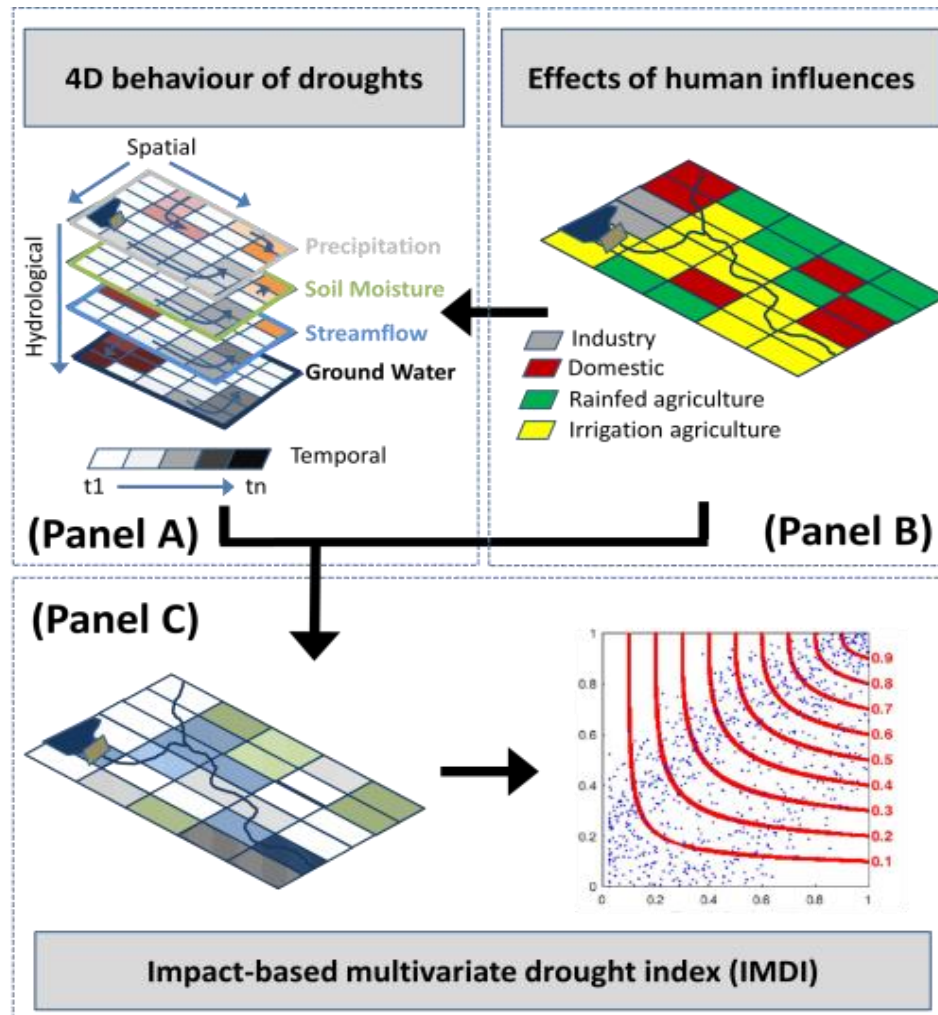 4D behaviour of droughts
Spatial
Hydrological
Precipitation
Soil Moisture
Streamflow
Ground Water
Temporal
t1
tn
(Panel A)
Effects of human influences
Industry
Domestic
Rainfed agriculture
Irrigation agriculture
(Panel B)
(Panel C)
1
0.8
0.6
0.4
0.2
0
0
0.2
0.4
0.6
0.8
1
0.9
0.8
0.7
0.6
0.5
0.4
0.3
0.2
0.1
Impact-based multivariate drought index (IMDI)